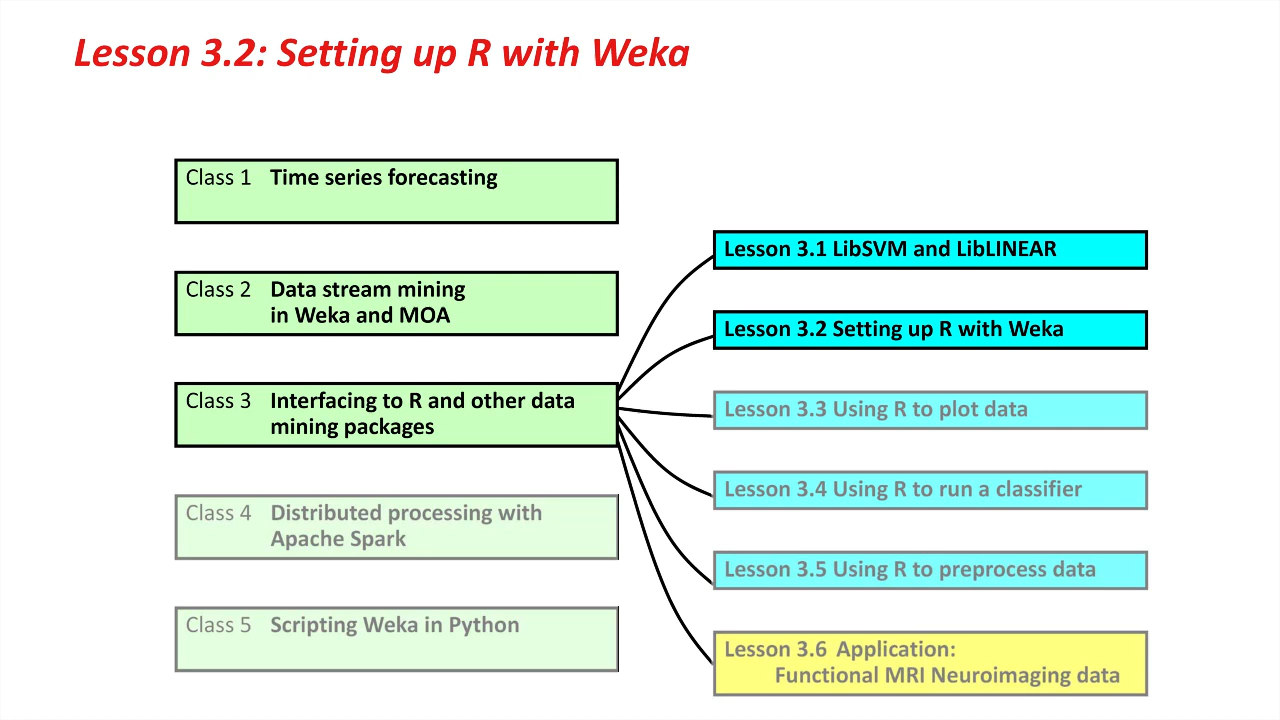 Lesson 3.2: Setting up R with Weka
Class 1 Time series forecasting
Class 2 Data stream mining
in Weka and MOA
Class 3 Interfacing to R and other data
mining packages
Class 4 Distributed processing with
Apache Spark
Class 5 Scripting Weka in Python
Lesson 3.1 LibSVM and LibLINEAR
Lesson 3.2 Setting up R with Weka
Lesson 3.3 Using R to plot data
Lesson 3.4 Using R to run a classifier
Lesson 3.5 Using R to preprocess data
Lesson 3.6 Application:
Functional MRI Neuroimaging data